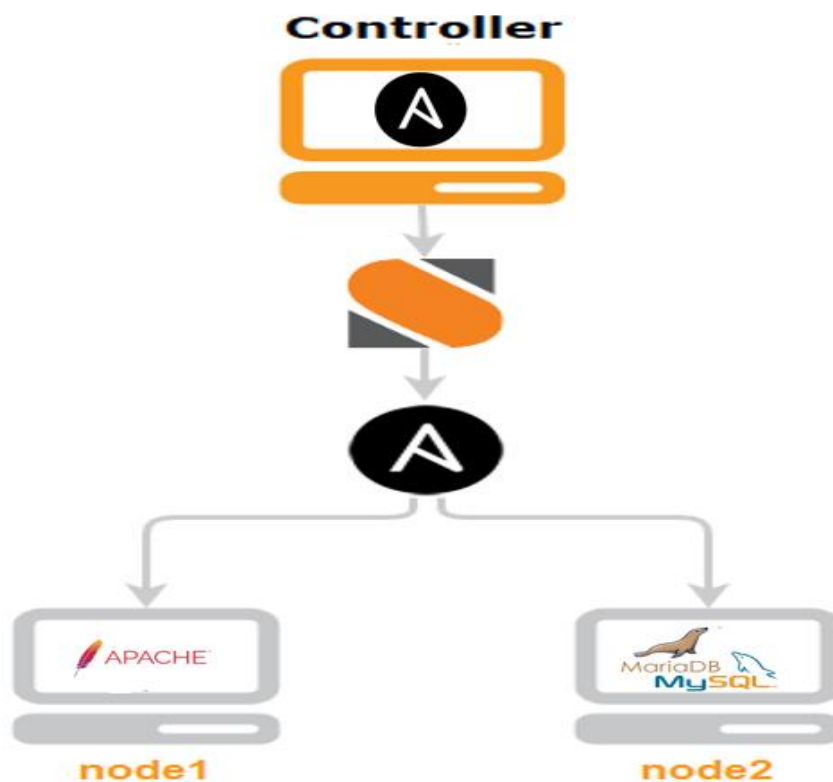 Controller
APACHE
MariaDB
MySQL
node1
node2